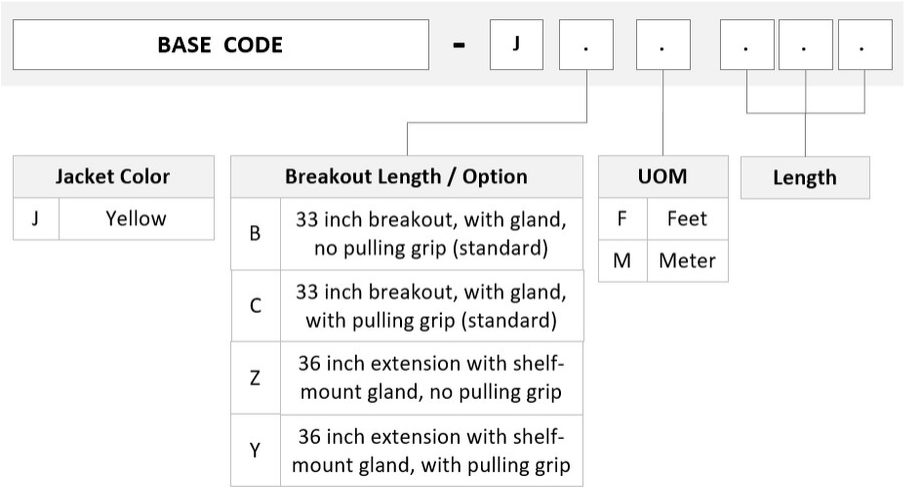 BASE CODE - J . . . . .
Jacket Color
J Yellow
Breakout Length / Option
B 33 inch breakout, with gland,
no pulling grip (standard)
C 33 inch breakout, with gland,
with pulling grip (standard)
Z 36 inch extension with shelf-
mount gland, no pulling grip
Y 36 inch extension with shelf-
mount gland, with pulling grip
UOM
F Feet
M Meter
Length